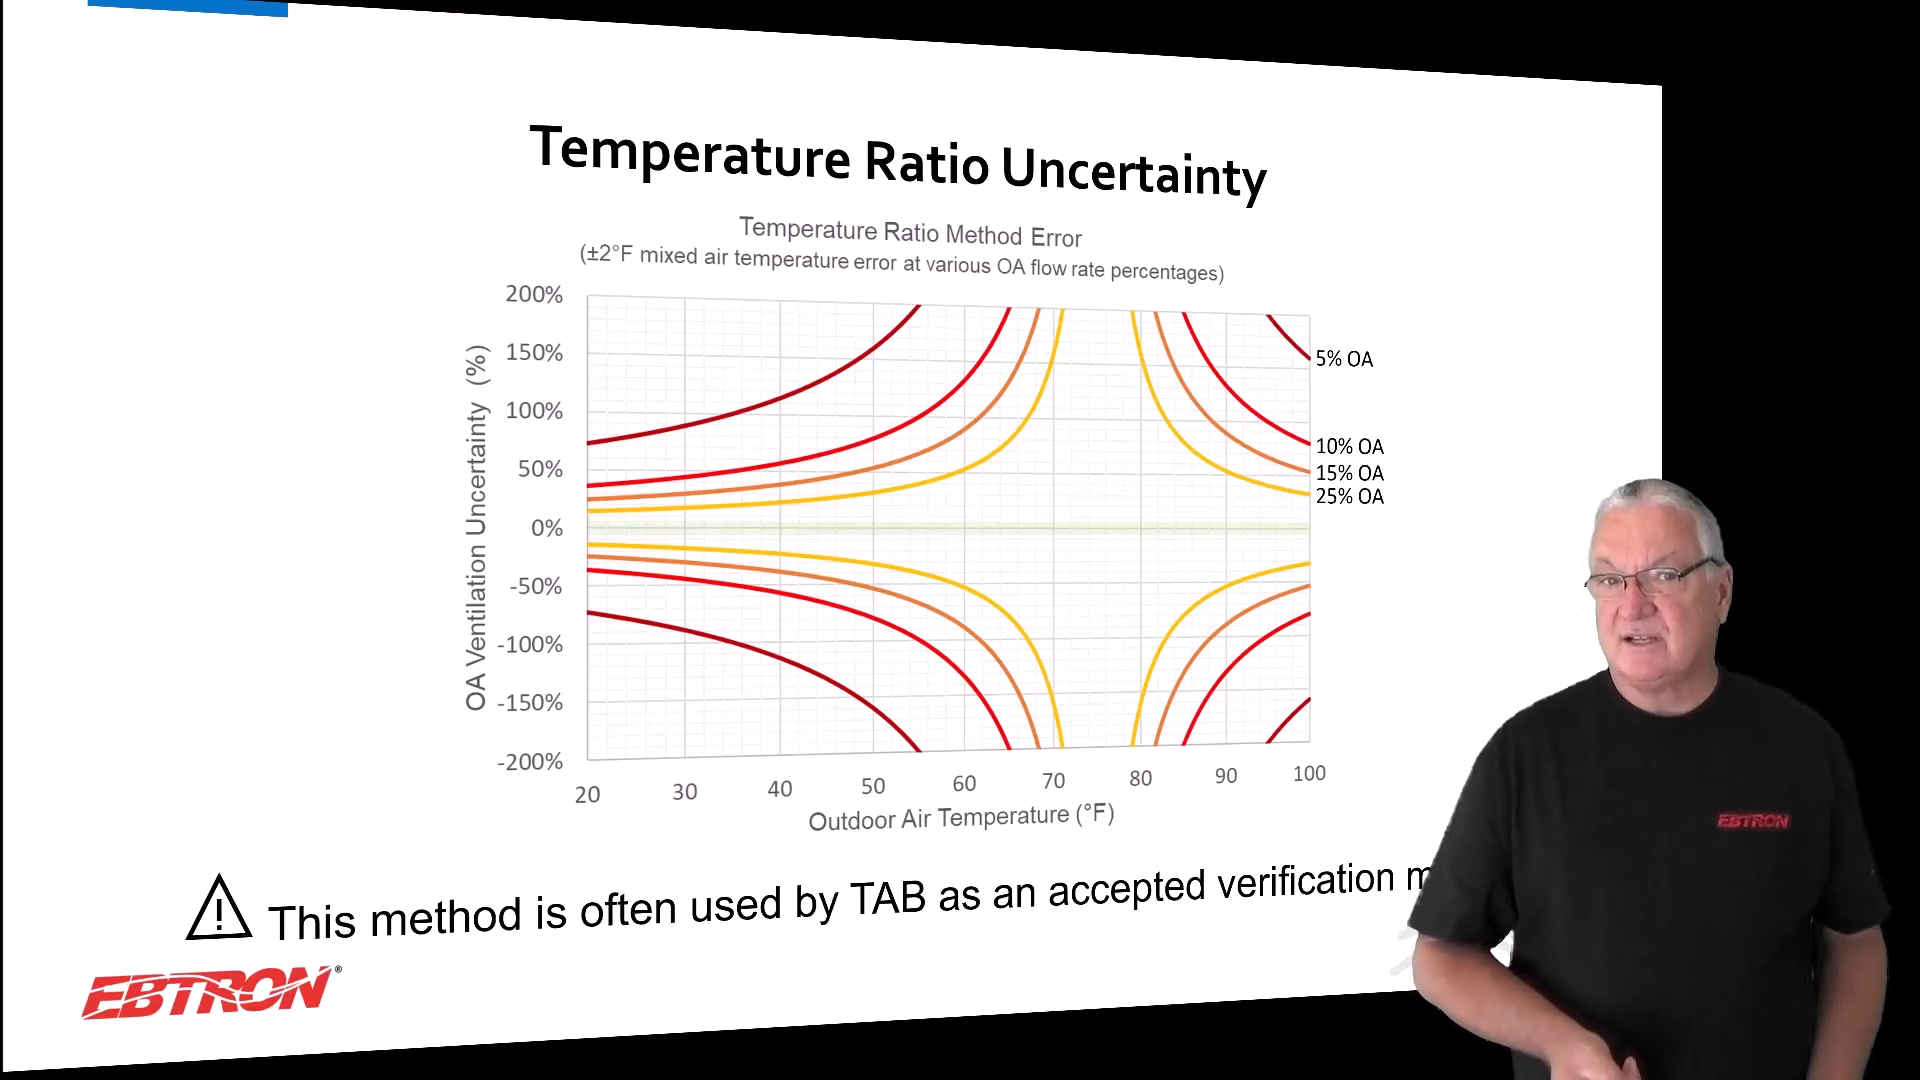 Temperature Ratio Uncertainty
Temperature Ratio Method Error
(±2°F mixed air temperature error at various OA flow rate percentages)
200%
150%
100%
50%
0%
-50%
-100%
-150%
-200%
OA Ventilation Uncertainty (%)
5% OA
10% OA
15% OA
25% OA
20 30 40 50 60 70 80 90 100
Outdoor Air Temperature (°F)
This method is often used by TAB as an accepted verification
EBTRON®
EBTRON